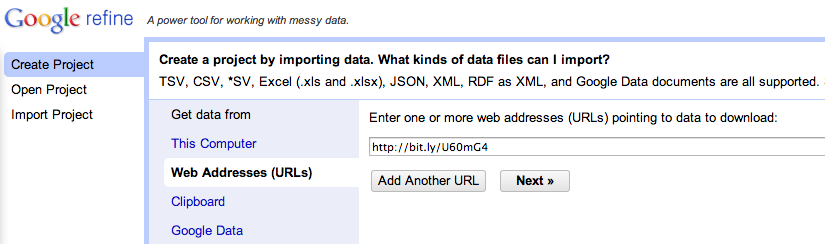 Google refine A power tool for working with messy data.
Create Project
Open Project
Import Project
Create a project by importing data. What kinds of data files can I import?
TSV, CSV, *SV, Excel (.xls and .xlsx), JSON, XML, RDF as XML, and Google Data documents are all supported.
Get data from
This Computer
Web Addresses (URLs)
Clipboard
Google Data
Enter one or more web addresses (URLs) pointing to data to download:
http://bit.ly/U60mG4
Add Another URL
Next »